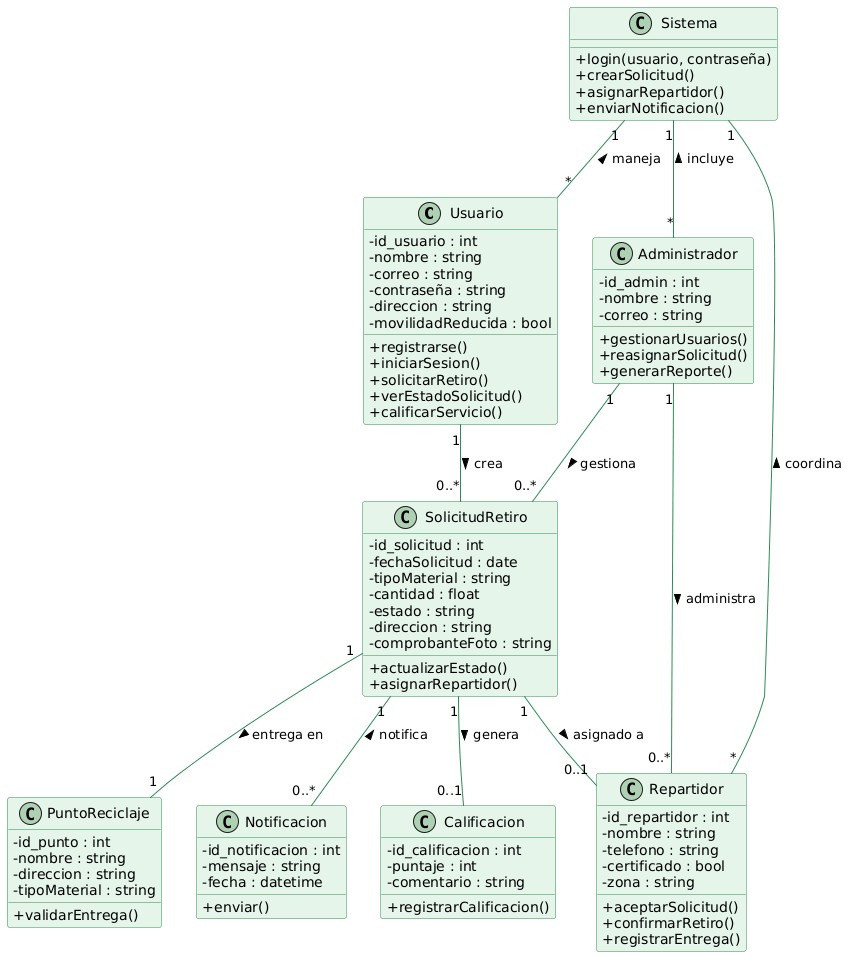 C Sistema
+login(usuario, contraseña)
+crearSolicitud()
+asignarRepartidor()
+enviarNotificacion()
1
1
1
maneja
incluye
*
*
C Usuario
-id_usuario : int
-nombre : string
-correo : string
-contraseña : string
-direccion : string
-movilidadReducida : bool
+registrarse()
+iniciarSesion()
+solicitarRetiro()
+verEstadoSolicitud()
+calificarServicio()
C Administrador
-id_admin : int
-nombre : string
-correo : string
+gestionarUsuarios()
+reasignarSolicitud()
+generarReporte()
1
1
1
crea
gestiona
coordina
0..*
0..*
C SolicitudRetiro
-id_solicitud : int
-fechaSolicitud : date
-tipoMaterial : string
-cantidad : float
-estado : string
-direccion : string
-comprobanteFoto : string
+actualizarEstado()
+asignarRepartidor()
administra
1
1
1
1
entrega en
notifica
genera
asignado a
1
0..*
0..1
0..1
0..*
*
C PuntoReciclaje
-id_punto : int
-nombre : string
-direccion : string
-tipoMaterial : string
+validarEntrega()
C Notificacion
-id_notificacion : int
-mensaje : string
-fecha : datetime
+enviar()
C Calificacion
-id_calificacion : int
-puntaje : int
-comentario : string
+registrarCalificacion()
C Repartidor
-id_repartidor : int
-nombre : string
-telefono : string
-certificado : bool
-zona : string
+aceptarSolicitud()
+confirmarRetiro()
+registrarEntrega()